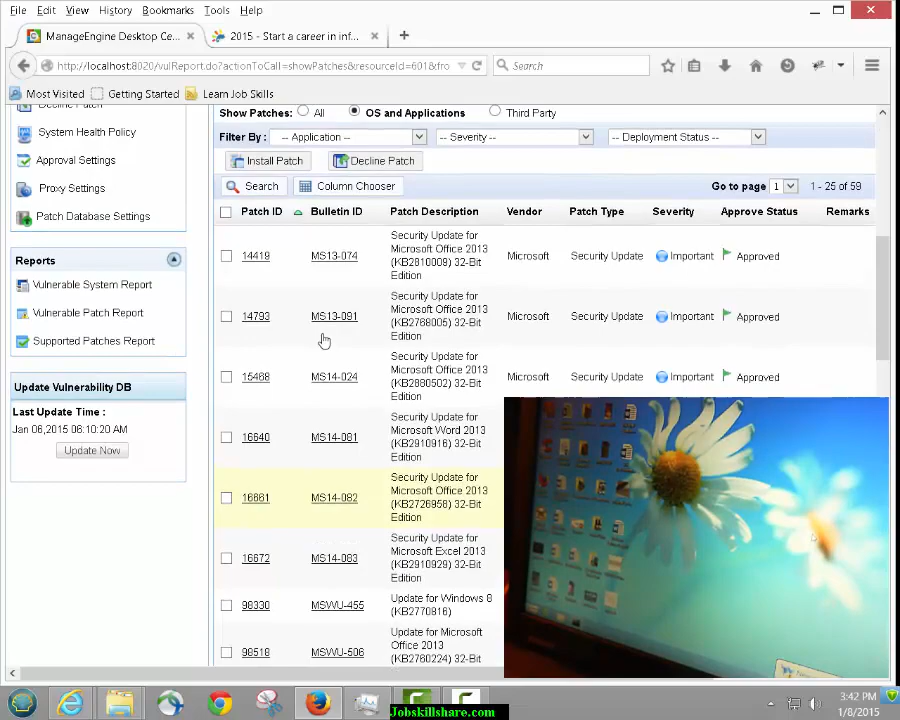 File Edit View History Bookmarks Tools Help
ManageEngine Desktop Ce... 2015 - Start a career in inf...
http://localhost:8020/vulReport.do?actionToCall=showPatches&resourceId=601&fro Search
Most Visited Getting Started Learn Job Skills
Decline Patch
System Health Policy
Approval Settings
Proxy Settings
Patch Database Settings
Reports
Vulnerable System Report
Vulnerable Patch Report
Supported Patches Report
Update Vulnerability DB
Last Update Time :
Jan 06,2015 06:10:20 AM
Update Now
Show Patches: All OS and Applications Third Party
Filter By : -- Application -- -- Severity -- -- Deployment Status --
Install Patch Decline Patch
Search Column Chooser Go to page 1 1 - 25 of 59
Patch ID Bulletin ID Patch Description Vendor Patch Type Severity Approve Status Remarks
14419 MS13-074 Security Update for
Microsoft Office 2013
(KB2810009) 32-Bit
Edition Microsoft Security Update Important Approved
14793 MS13-091 Security Update for
Microsoft Office 2013
(KB2768005) 32-Bit
Edition Microsoft Security Update Important Approved
15468 MS14-024 Security Update for
Microsoft Office 2013
(KB2880502) 32-Bit
Edition Microsoft Security Update Important Approved
16640 MS14-081 Security Update for
Microsoft Word 2013
(KB2910916) 32-Bit
Edition
16661 MS14-082 Security Update for
Microsoft Office 2013
(KB2726958) 32-Bit
Edition
16672 MS14-083 Security Update for
Microsoft Excel 2013
(KB2910929) 32-Bit
Edition
98330 MSWU-455 Update for Windows 8
(KB2770816)
98518 MSWU-506 Update for Microsoft
Office 2013
(KB2760224) 32-Bit
Jobskillshare.com
3:42 PM
1/8/2015